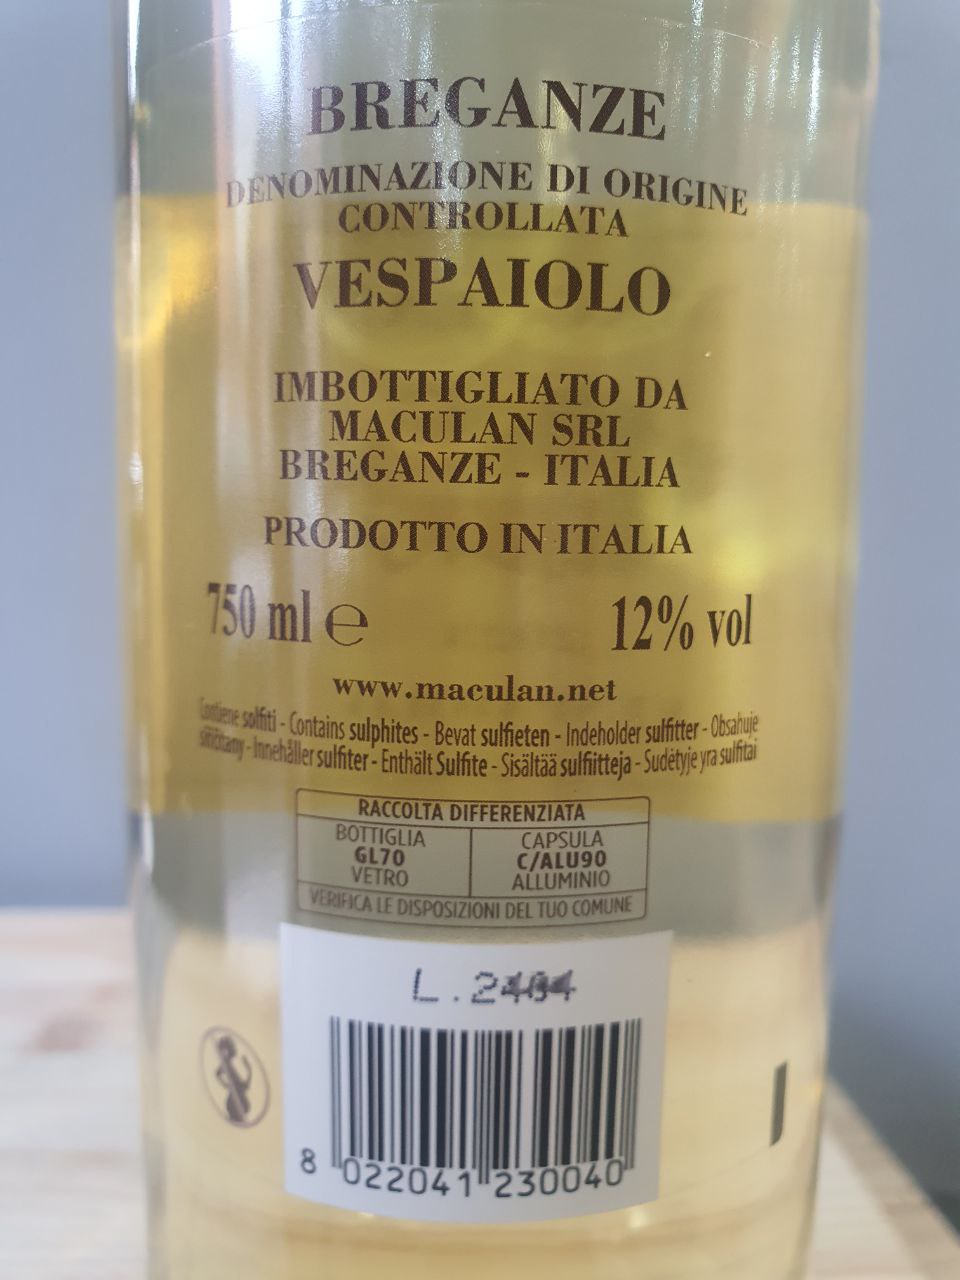 BREGANZE
DENOMINAZIONE DI ORIGINE
CONTROLLATA
VESPAIOLO
IMBOTTIGLIATO DA
MACULAN SRL
BREGANZE - ITALIA
PRODOTTO IN ITALIA
750 ml ℮ 12% vol
www.maculan.net
Contiene solfiti - Contains sulphites - Bevat sulfieten - Indeholder sulfitter - Obsahuje
siričitany - Innehåller sulfiter - Enthält Sulfite - Sisältää sulfiitteja - Sudėtyje yra sulfitai
RACCOLTA DIFFERENZIATA
BOTTIGLIA CAPSULA
GL70 C/ALU90
VETRO ALLUMINIO
VERIFICA LE DISPOSIZIONI DEL TUO COMUNE
L.
8 022041 230040